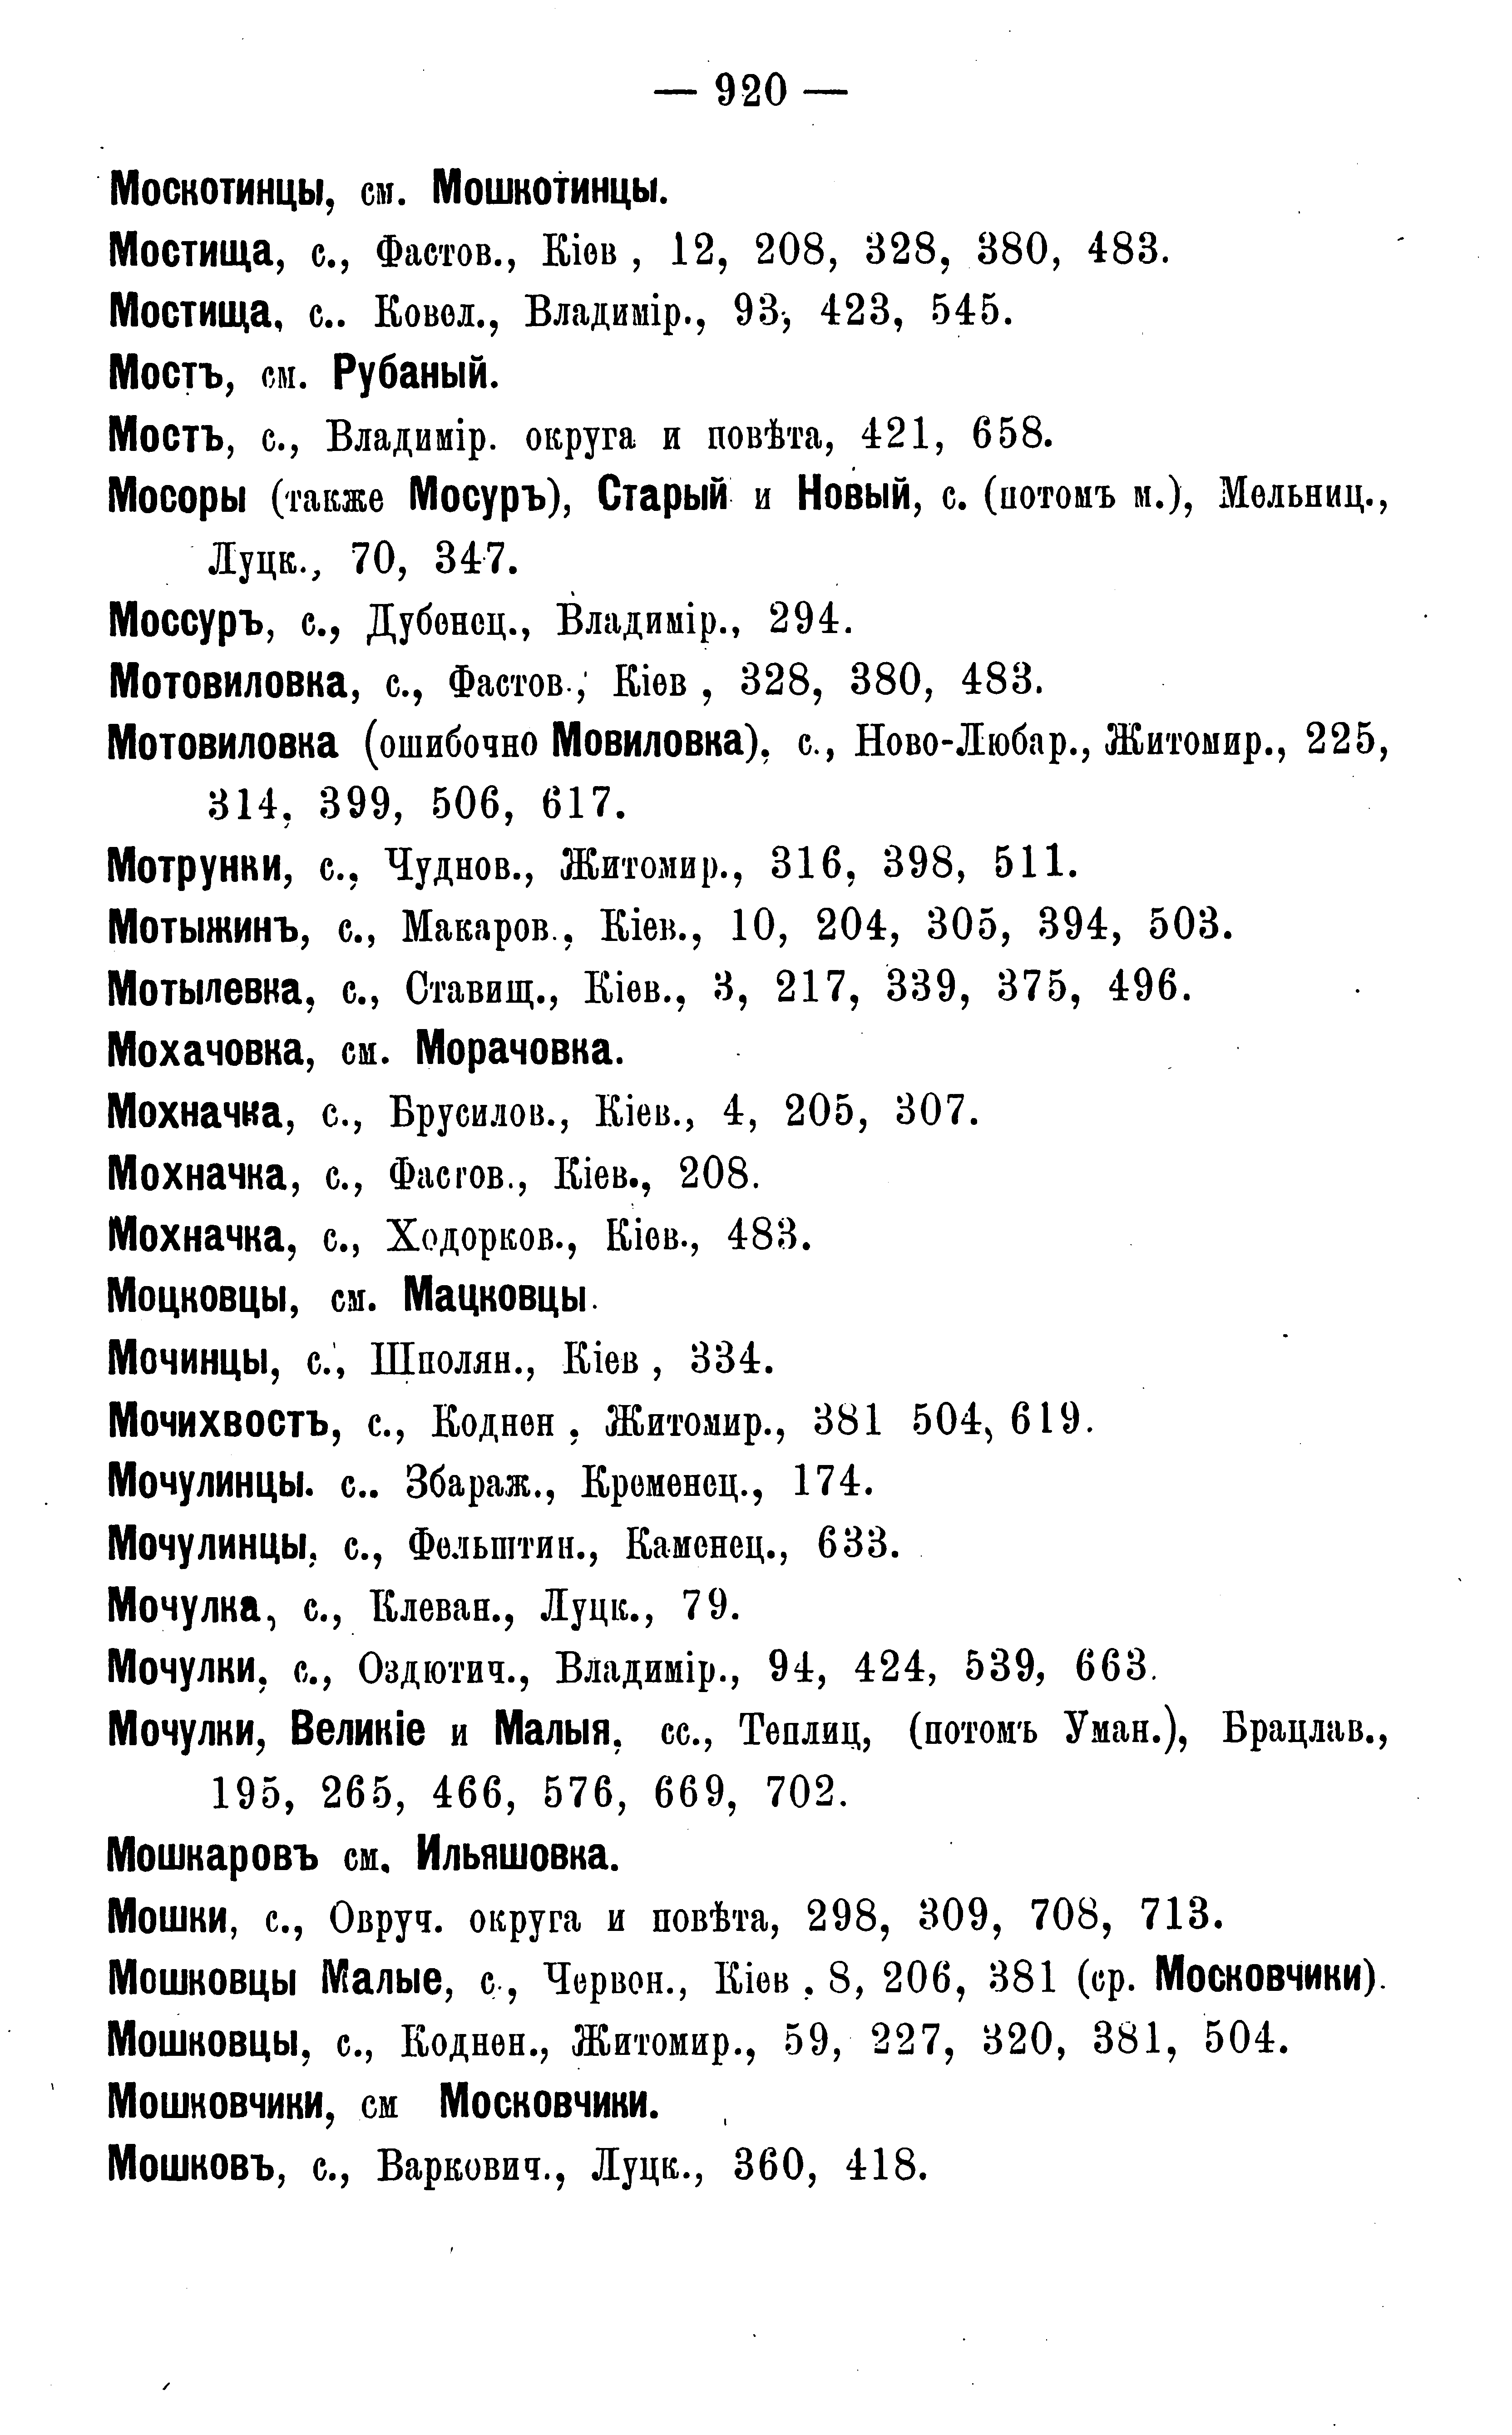 — 920 —
Москотинцы, см. Мошкотинцы.
Мостища, с., Фастов., Кіев , 12, 208, 328, 380, 483.
Мостища, с.. Ковел., Владимір., 93, 423, 545.
Мостъ, см. Рубаный.
Мостъ, с., Владимір. округа и повѣта, 421, 658.
Мосоры (также Мосуръ), Старый и Новый, с. (потомъ м.), Мельниц.,
Луцк., 70, 347.
Моссуръ, с., Дубенец., Владимір., 294.
Мотовиловка, с., Фастов., Кіев , 328, 380, 483.
Мотовиловка (ошибочно Мовиловка), с., Ново-Любар., Житомир., 225,
314, 399, 506, 617.
Мотрунки, с., Чуднов., Житомир., 316, 398, 511.
Мотыжинъ, с., Макаров., Кіев., 10, 204, 305, 394, 503.
Мотылевка, с., Ставищ., Кіев., 3, 217, 339, 375, 496.
Мохачовка, см. Морачовка.
Мохначка, с., Брусилов., Кіев., 4, 205, 307.
Мохначка, с., Фастов., Кіев., 208.
Мохначка, с., Ходорков., Кіев., 483.
Моцковцы, см. Мацковцы.
Мочинцы, с., Шполян., Кіев , 334.
Мочихвостъ, с., Коднен , Житомир., 381 504, 619.
Мочулинцы. с.. Збараж., Кременец., 174.
Мочулинцы, с., Фельштин., Каменец., 633.
Мочулка, с., Клеван., Луцк., 79.
Мочулки, с., Оздютич., Владимір., 94, 424, 539, 663.
Мочулки, Великіе и Малыя, сс., Теплиц, (потомъ Уман.), Брацлав.,
195, 265, 466, 576, 669, 702.
Мошкаровъ см. Ильяшовка.
Мошки, с., Овруч. округа и повѣта, 298, 309, 708, 713.
Мошковцы Малые, с., Червон., Кіев , 8, 206, 381 (ср. Московчики).
Мошковцы, с., Коднен., Житомир., 59, 227, 320, 381, 504.
Мошковчики, см Московчики.
Мошковъ, с., Варкович., Луцк., 360, 418.